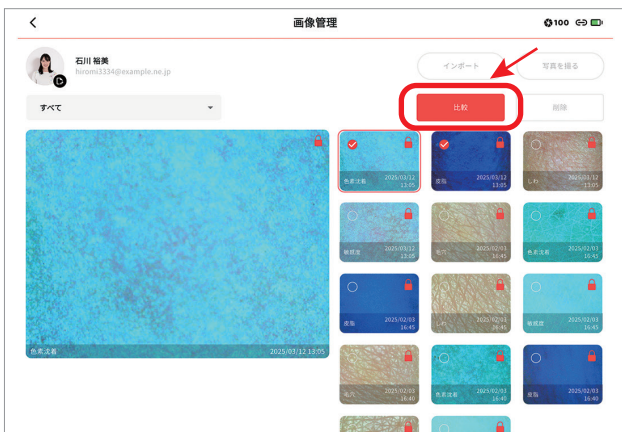 画像管理
100
石川 裕美
hiromi3334@example.ne.jp
インポート
写真を撮る
すべて
比較
削除
色素沈着
2025/03/12 13:05
色素沈着
2025/03/12
13:05
皮脂
2025/03/12
13:05
しわ
2025/03/12
13:05
敏感度
2025/03/12
13:05
毛穴
2025/02/03
16:45
色素沈着
2025/02/03
16:45
皮脂
2025/02/03
16:45
しわ
2025/02/03
16:45
敏感度
2025/02/03
16:45
毛穴
2025/02/03
16:40
色素沈着
2025/02/03
16:40
皮脂
2025/02/03
16:40